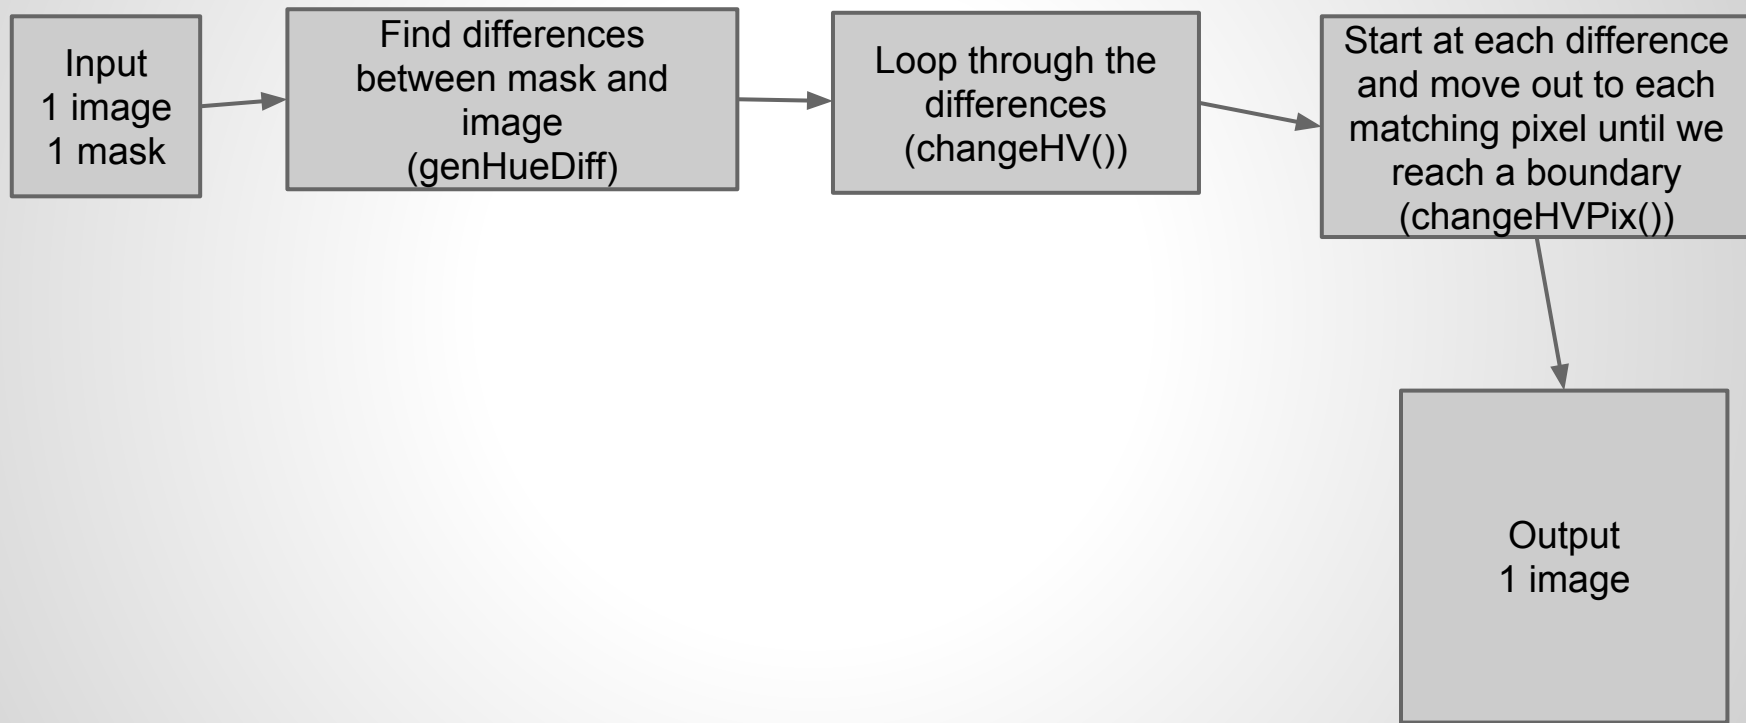 Input
1 image
1 mask
Find differences
between mask and
image
(genHueDiff)
Loop through the
differences
(changeHV())
Start at each difference
and move out to each
matching pixel until we
reach a boundary
(changeHVPix())
Output
1 image